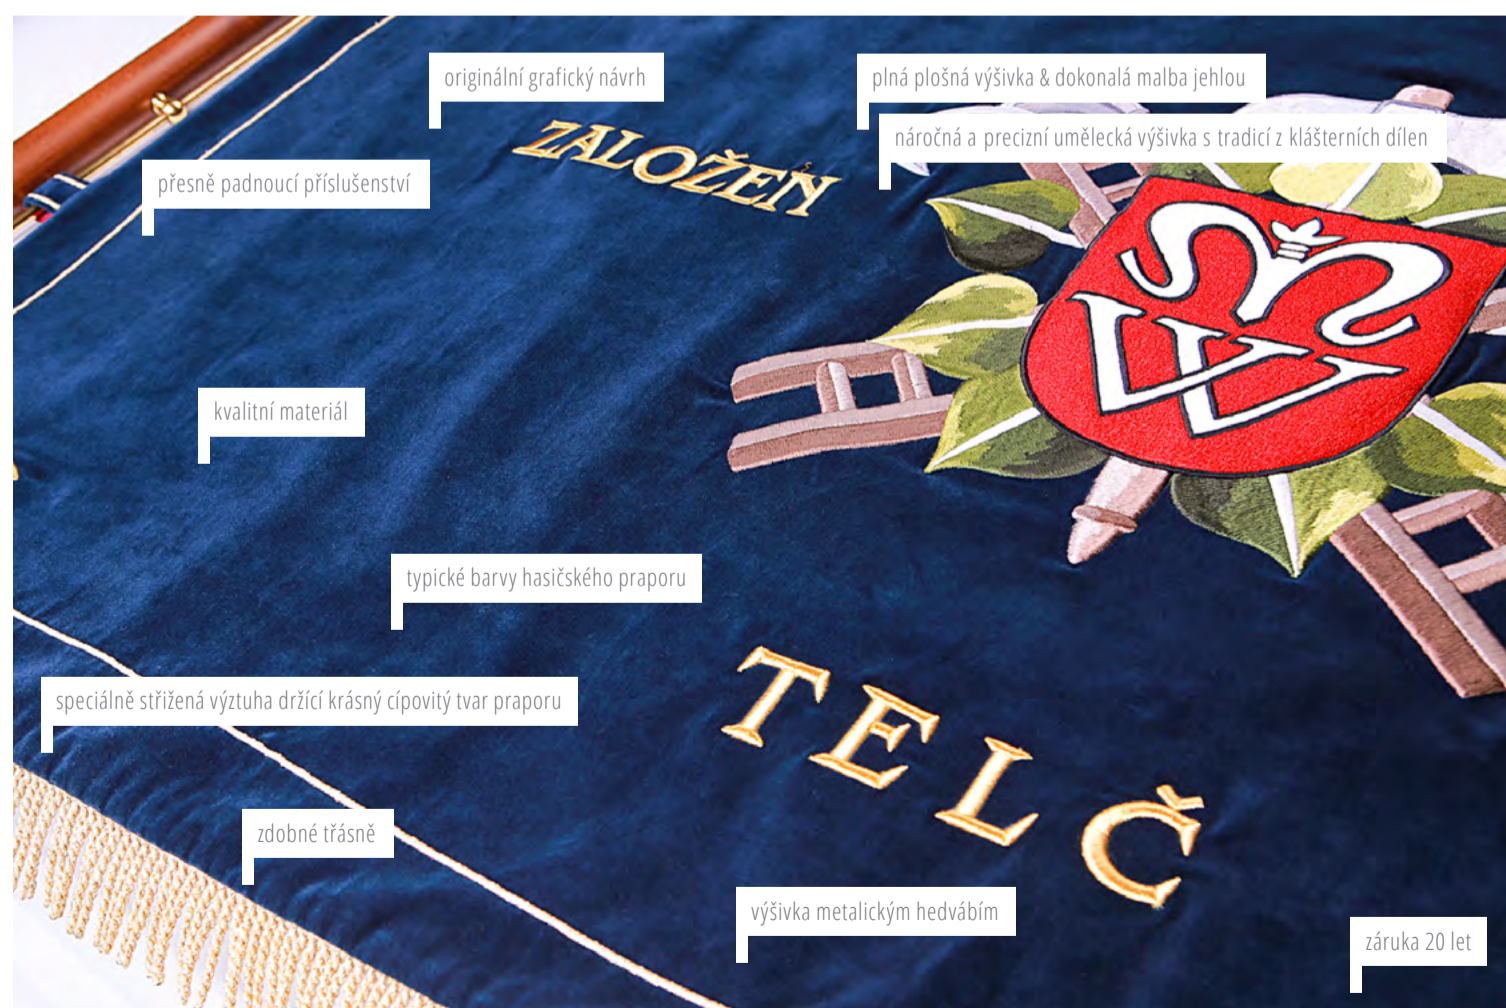 originální grafický návrh
plná plošná výšivka & dokonalá malba jehlou
náročná a precizní umělecká výšivka s tradicí z klášterních dílen
ZALOŽEN
přesně padnoucí příslušenství
kvalitní materiál
typické barvy hasičského praporu
speciálně střižená výztuha držící krásný cípovitý tvar praporu
TELČ
zdobné třásně
výšivka metalickým hedvábím
záruka 20 let